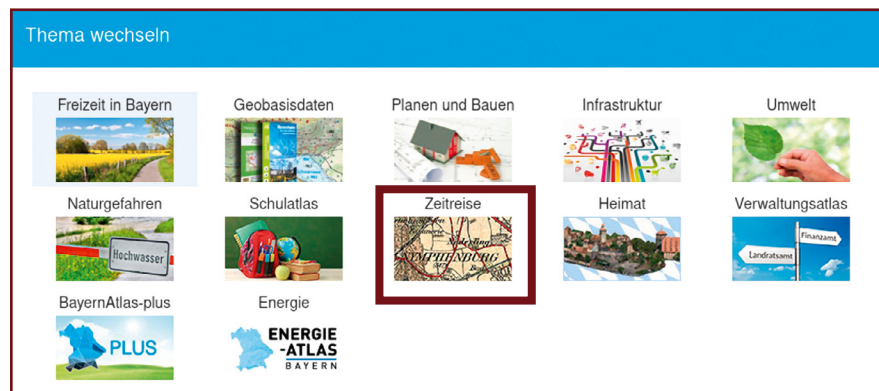 Thema wechseln
Freizeit in Bayern
Geobasisdaten
Planen und Bauen
Infrastruktur
Umwelt
Naturgefahren
Hochwasser
Schulatlas
Zeitreise
NYMPHENBURG
Heimat
Verwaltungsatlas
Finanzamt
Landratsamt
BayernAtlas-plus
PLUS
Energie
ENERGIE
-ATLAS
BAYERN